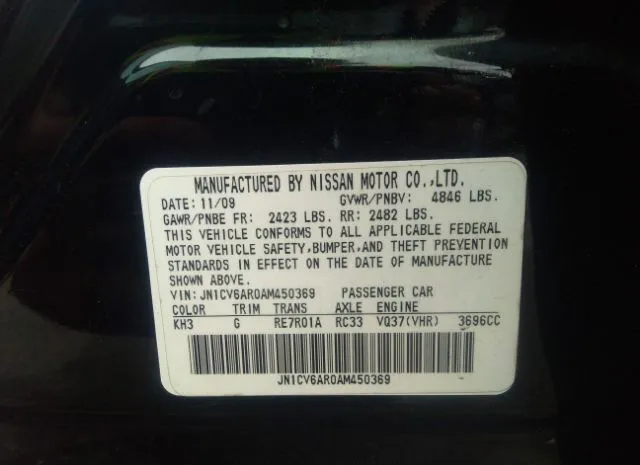 MANUFACTURED BY NISSAN MOTOR CO.,LTD.
DATE: 11/09 GVWR/PNBV: 4846 LBS.
GAWR/PNBE FR: 2423 LBS. RR: 2482 LBS.
THIS VEHICLE CONFORMS TO ALL APPLICABLE FEDERAL
MOTOR VEHICLE SAFETY,BUMPER,AND THEFT PREVENTION
STANDARDS IN EFFECT ON THE DATE OF MANUFACTURE
SHOWN ABOVE.
VIN:JN1CV6AR0AM450369 PASSENGER CAR
COLOR TRIM TRANS AXLE ENGINE
KH3 G RE7R01A RC33 VQ37(VHR) 3696CC
JN1CV6AR0AM450369